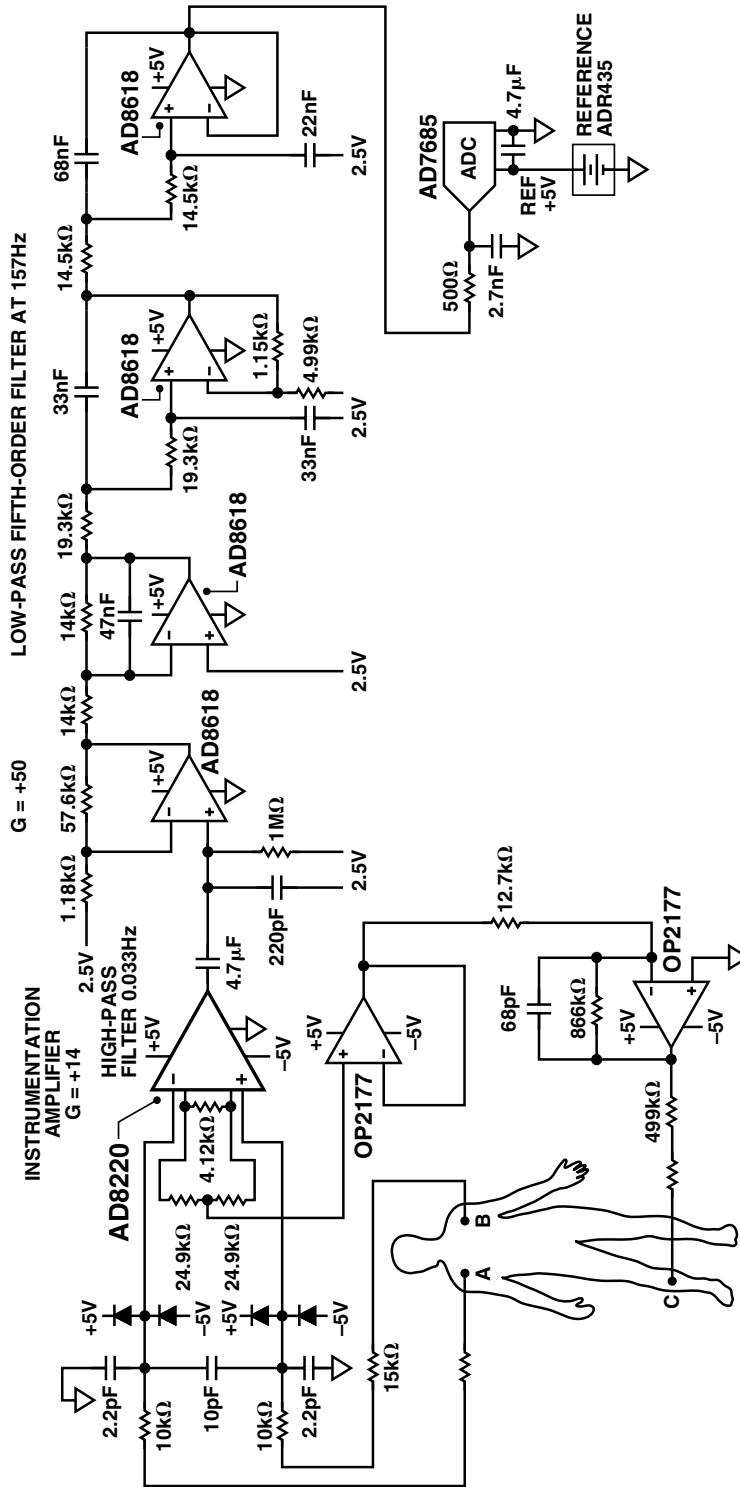 LOW-PASS FIFTH-ORDER FILTER AT 157Hz
G = +50
INSTRUMENTATION
AMPLIFIER
G = +14
HIGH-PASS
FILTER 0.033Hz
+5V
–5V
AD8220
4.12kΩ
24.9kΩ
24.9kΩ
+5V
–5V
+5V
–5V
2.2pF
10pF
2.2pF
10kΩ
10kΩ
15kΩ
A
B
C
4.7µF
220pF
1MΩ
2.5V
2.5V
1.18kΩ
57.6kΩ
+5V
AD8618
14kΩ
14kΩ
47nF
+5V
AD8618
2.5V
19.3kΩ
33nF
19.3kΩ
33nF
+5V
AD8618
1.15kΩ
4.99kΩ
2.5V
14.5kΩ
68nF
14.5kΩ
22nF
2.5V
+5V
AD8618
500Ω
2.7nF
AD7685
ADC
REF
+5V
4.7µF
REFERENCE
ADR435
+5V
–5V
OP2177
12.7kΩ
68pF
866kΩ
+5V
–5V
OP2177
499kΩ